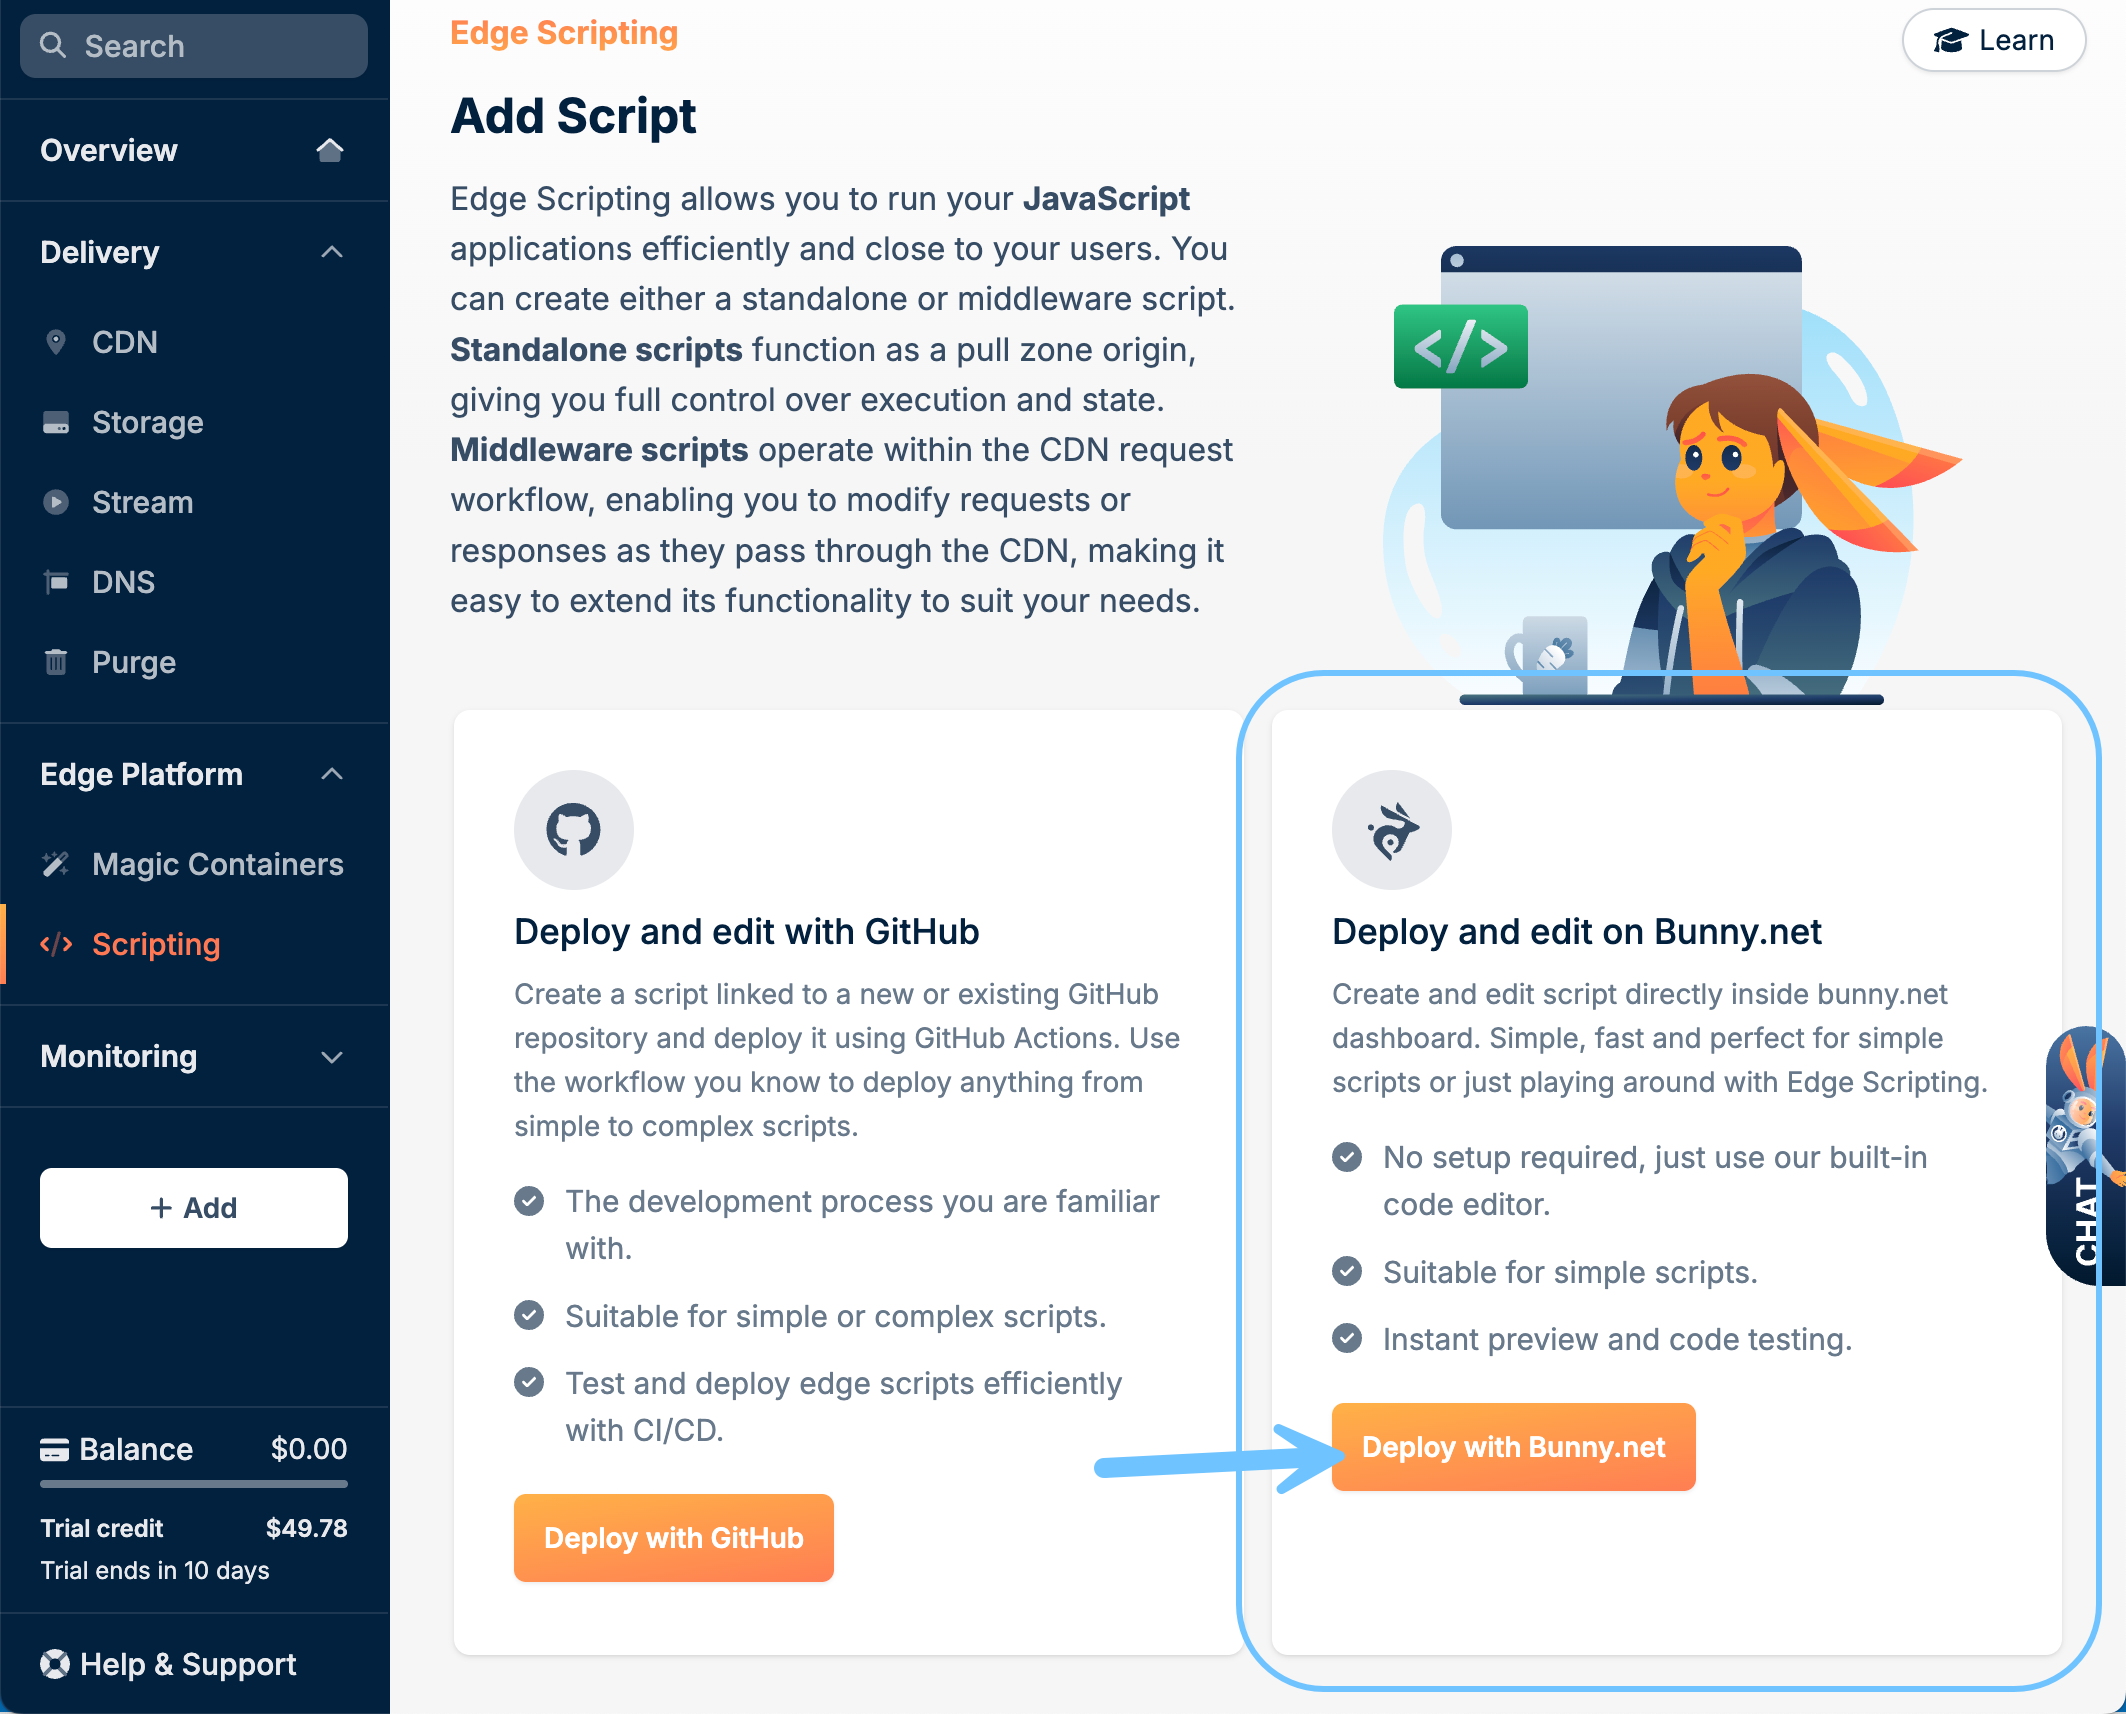 Search
Overview
Delivery
CDN
Storage
Stream
DNS
Purge
Edge Platform
Magic Containers
Scripting
Monitoring
+ Add
Balance $0.00
Trial credit $49.78
Trial ends in 10 days
Help & Support
Edge Scripting
Learn
Add Script
Edge Scripting allows you to run your JavaScript
applications efficiently and close to your users. You
can create either a standalone or middleware script.
Standalone scripts function as a pull zone origin,
giving you full control over execution and state.
Middleware scripts operate within the CDN request
workflow, enabling you to modify requests or
responses as they pass through the CDN, making it
easy to extend its functionality to suit your needs.
</>
Deploy and edit with GitHub
Create a script linked to a new or existing GitHub
repository and deploy it using GitHub Actions. Use
the workflow you know to deploy anything from
simple to complex scripts.
The development process you are familiar
with.
Suitable for simple or complex scripts.
Test and deploy edge scripts efficiently
with CI/CD.
Deploy with GitHub
Deploy and edit on Bunny.net
Create and edit script directly inside bunny.net
dashboard. Simple, fast and perfect for simple
scripts or just playing around with Edge Scripting.
No setup required, just use our built-in
code editor.
Suitable for simple scripts.
Instant preview and code testing.
Deploy with Bunny.net
CHAT